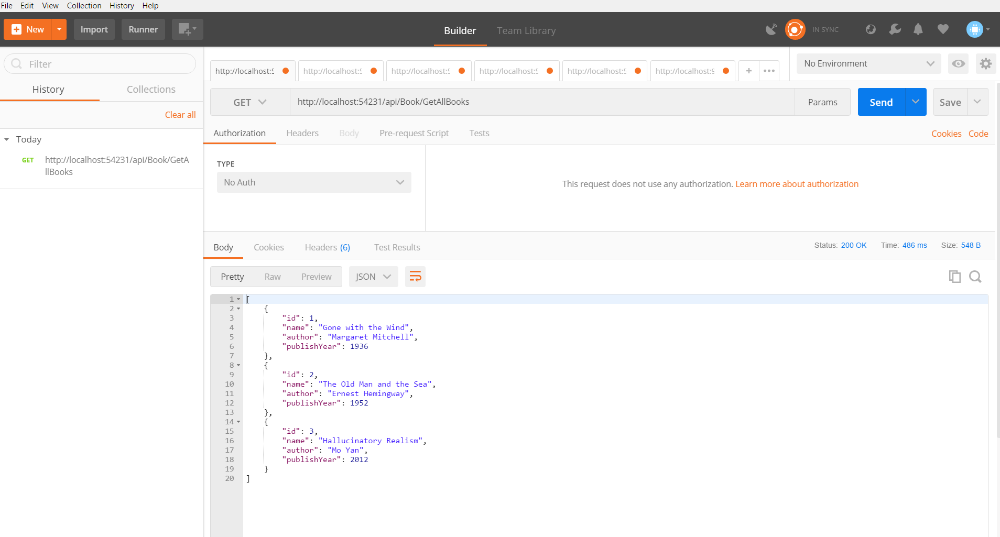 File Edit View Collection History Help
New Import Runner Builder Team Library IN SYNC
Filter
History Collections
Clear all
Today
GET http://localhost:54231/api/Book/GetA
llBooks
http://localhost:5 http://localhost:5 http://localhost:5 http://localhost:5 http://localhost:5 http://localhost:9 + ••• No Environment
GET http://localhost:54231/api/Book/GetAllBooks Params Send Save
Authorization Headers Body Pre-request Script Tests Cookies Code
TYPE
No Auth
This request does not use any authorization. Learn more about authorization
Body Cookies Headers (6) Test Results Status: 200 OK Time: 486 ms Size: 548 B
Pretty Raw Preview JSON
1 [
2 {
3 "id": 1,
4 "name": "Gone with the Wind",
5 "author": "Margaret Mitchell",
6 "publishYear": 1936
7 },
8 {
9 "id": 2,
10 "name": "The Old Man and the Sea",
11 "author": "Ernest Hemingway",
12 "publishYear": 1952
13 },
14 {
15 "id": 3,
16 "name": "Hallucinatory Realism",
17 "author": "Mo Yan",
18 "publishYear": 2012
19 }
20 ]